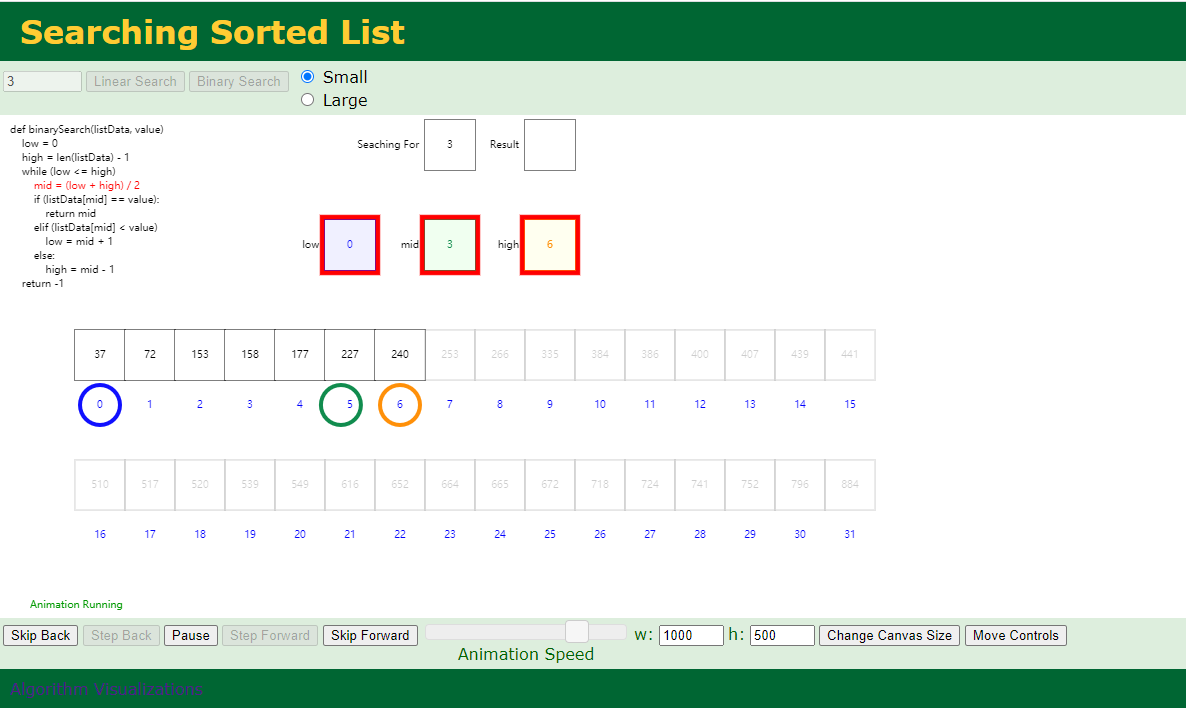 Searching Sorted List
3 Linear Search Binary Search Small
Large
def binarySearch(listData, value)
low = 0
high = len(listData) - 1
while (low <= high)
mid = (low + high) / 2
if (listData[mid] == value):
return mid
elif (listData[mid] < value)
low = mid + 1
else:
high = mid - 1
return -1
Seaching For 3 Result
low 0 mid 3 high 6
37 72 153 158 177 227 240 253 266 335 384 386 400 407 439 441
0 1 2 3 4 5 6 7 8 9 10 11 12 13 14 15
510 517 520 539 549 616 652 664 665 672 718 724 741 752 796 884
16 17 18 19 20 21 22 23 24 25 26 27 28 29 30 31
Animation Running
Skip Back Step Back Pause Step Forward Skip Forward w: 1000 h: 500 Change Canvas Size Move Controls
Animation Speed
Algorithm Visualizations